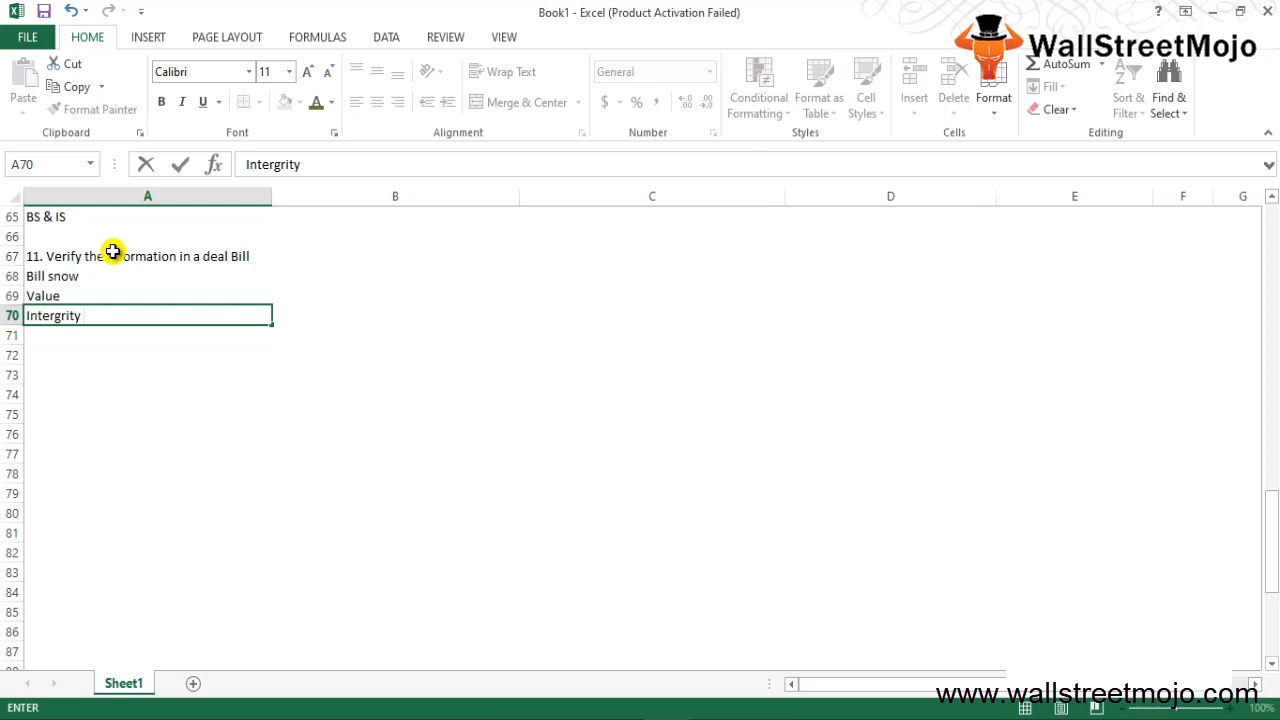 Book1 - Excel (Product Activation Failed)
?
FILE HOME INSERT PAGE LAYOUT FORMULAS DATA REVIEW VIEW
WallStreetMojo
Paste
Cut
Copy
Format Painter
Clipboard
Calibri 11
A A
B I U A
Font
Wrap Text
Merge & Center
Alignment
General
$ % ,
Number
Conditional Formatting
Format as Table
Cell Styles
Styles
Insert
Delete
Format
Cells
AutoSum
Fill
Clear
Sort & Filter
Find & Select
Editing
A70 fx Intergrity
A B C D E F G
65 BS & IS
66
67 11. Verify the formation in a deal Bill
68 Bill snow
69 Value
70 Intergrity
71
72
73
74
75
76
77
78
79
80
81
82
83
84
85
86
87
Sheet1
www.wallstreetmojo.com
ENTER
100%